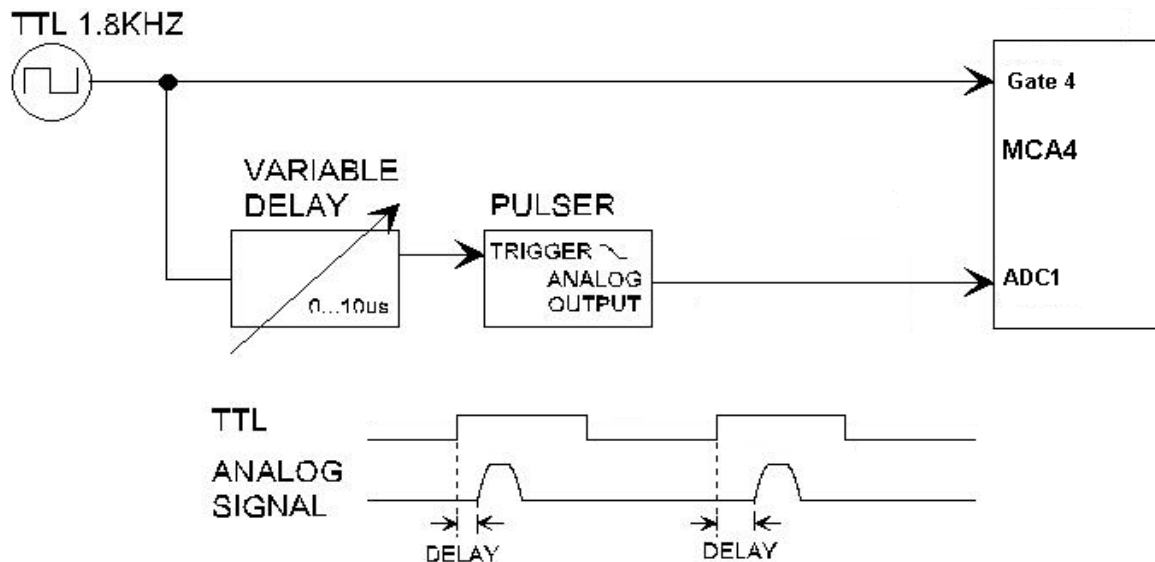 TTL 1.8KHZ
Gate 4
MCA4
VARIABLE
DELAY
PULSER
TRIGGER
ANALOG
OUTPUT
0...10us
ADC1
TTL
ANALOG
SIGNAL
DELAY
DELAY